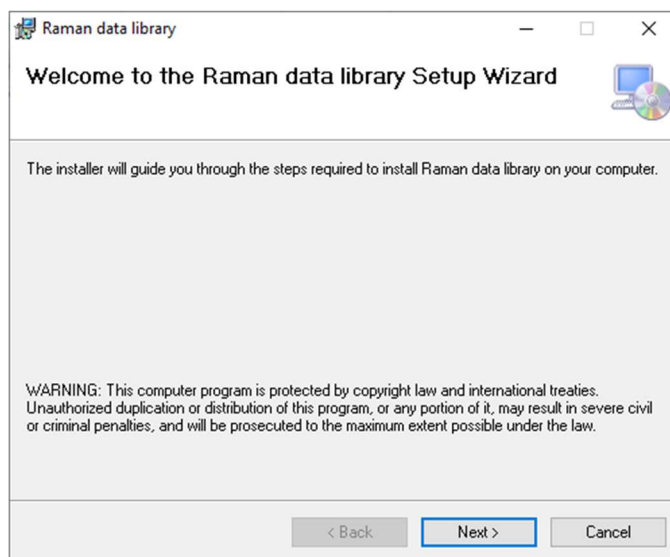 Raman data library
Welcome to the Raman data library Setup Wizard
The installer will guide you through the steps required to install Raman data library on your computer.
WARNING: This computer program is protected by copyright law and international treaties.
Unauthorized duplication or distribution of this program, or any portion of it, may result in severe civil
or criminal penalties, and will be prosecuted to the maximum extent possible under the law.
< Back
Next >
Cancel